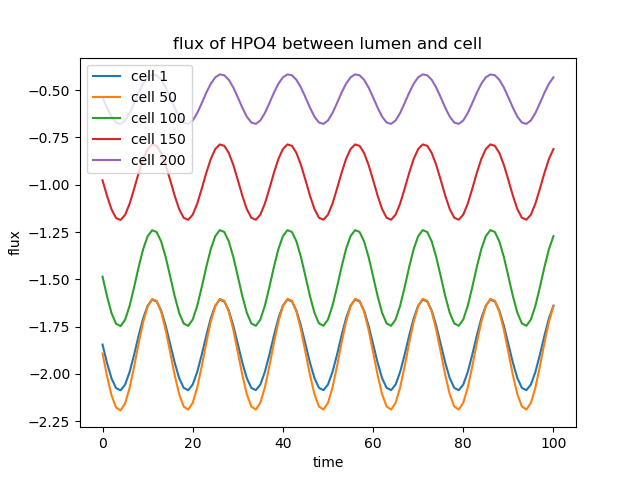 flux of HPO4 between lumen and cell
cell 1
cell 50
cell 100
cell 150
cell 200
−0.50
−0.75
−1.00
−1.25
−1.50
−1.75
−2.00
−2.25
flux
0 20 40 60 80 100
time